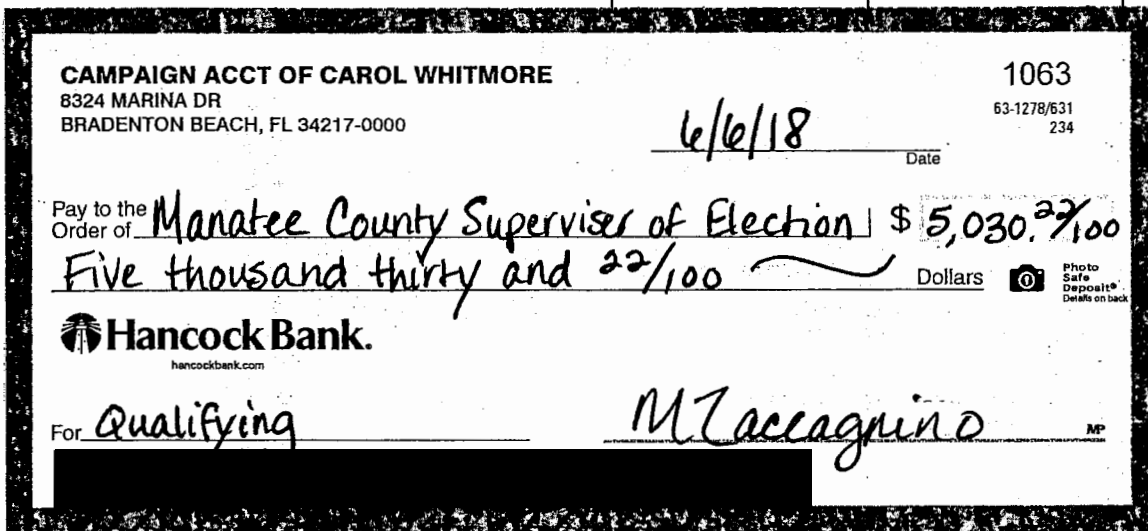 CAMPAIGN ACCT OF CAROL WHITMORE
8324 MARINA DR
BRADENTON BEACH, FL 34217-0000
1063
63-1278/631
234
6/6/18
Date
Pay to the Order of Manatee County Superviser of Election $ 5,030.22/100
Five thousand thirty and 22/100 Dollars
Photo
Safe
Deposit®
Details on back
Hancock Bank.
hancockbank.com
For Qualifying
M Zaccagnino
MP